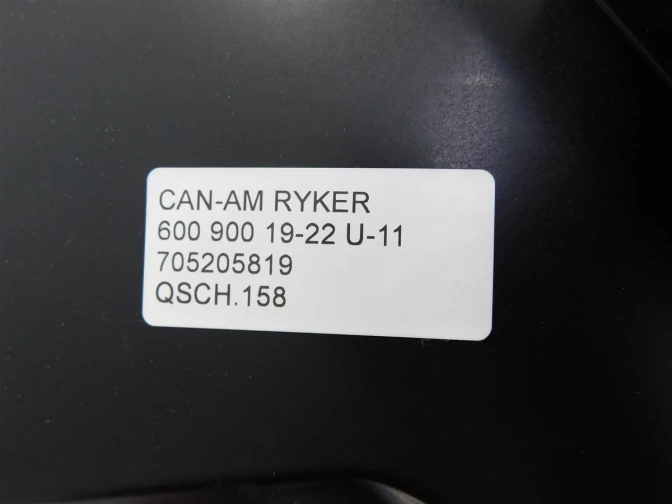 CAN-AM RYKER
600 900 19-22 U-11
705205819
QSCH.158